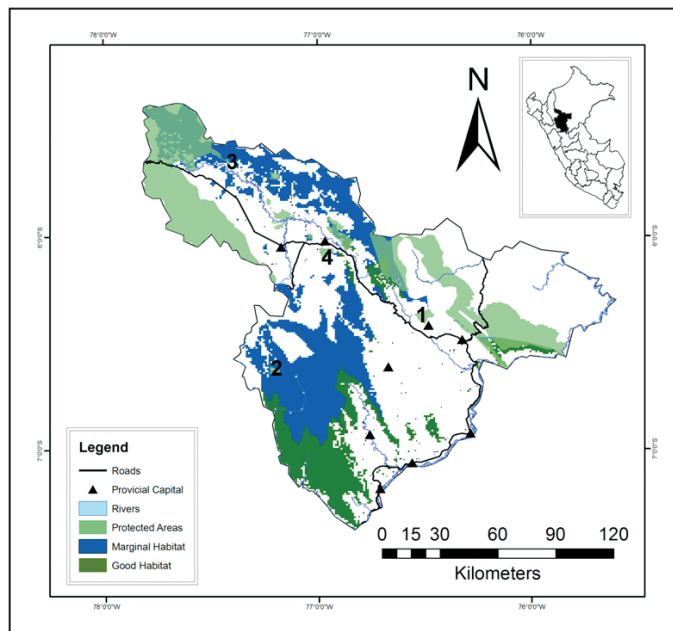 78°0'0"W 77°0'0"W 76°0'0"W
N
3
6°0'0"S 6°0'0"S
4
1
2
7°0'0"S 7°0'0"S
Legend
Roads
Provicial Capital
Rivers
Protected Areas
Marginal Habitat
Good Habitat
0 15 30 60 90 120
Kilometers
78°0'0"W 77°0'0"W 76°0'0"W